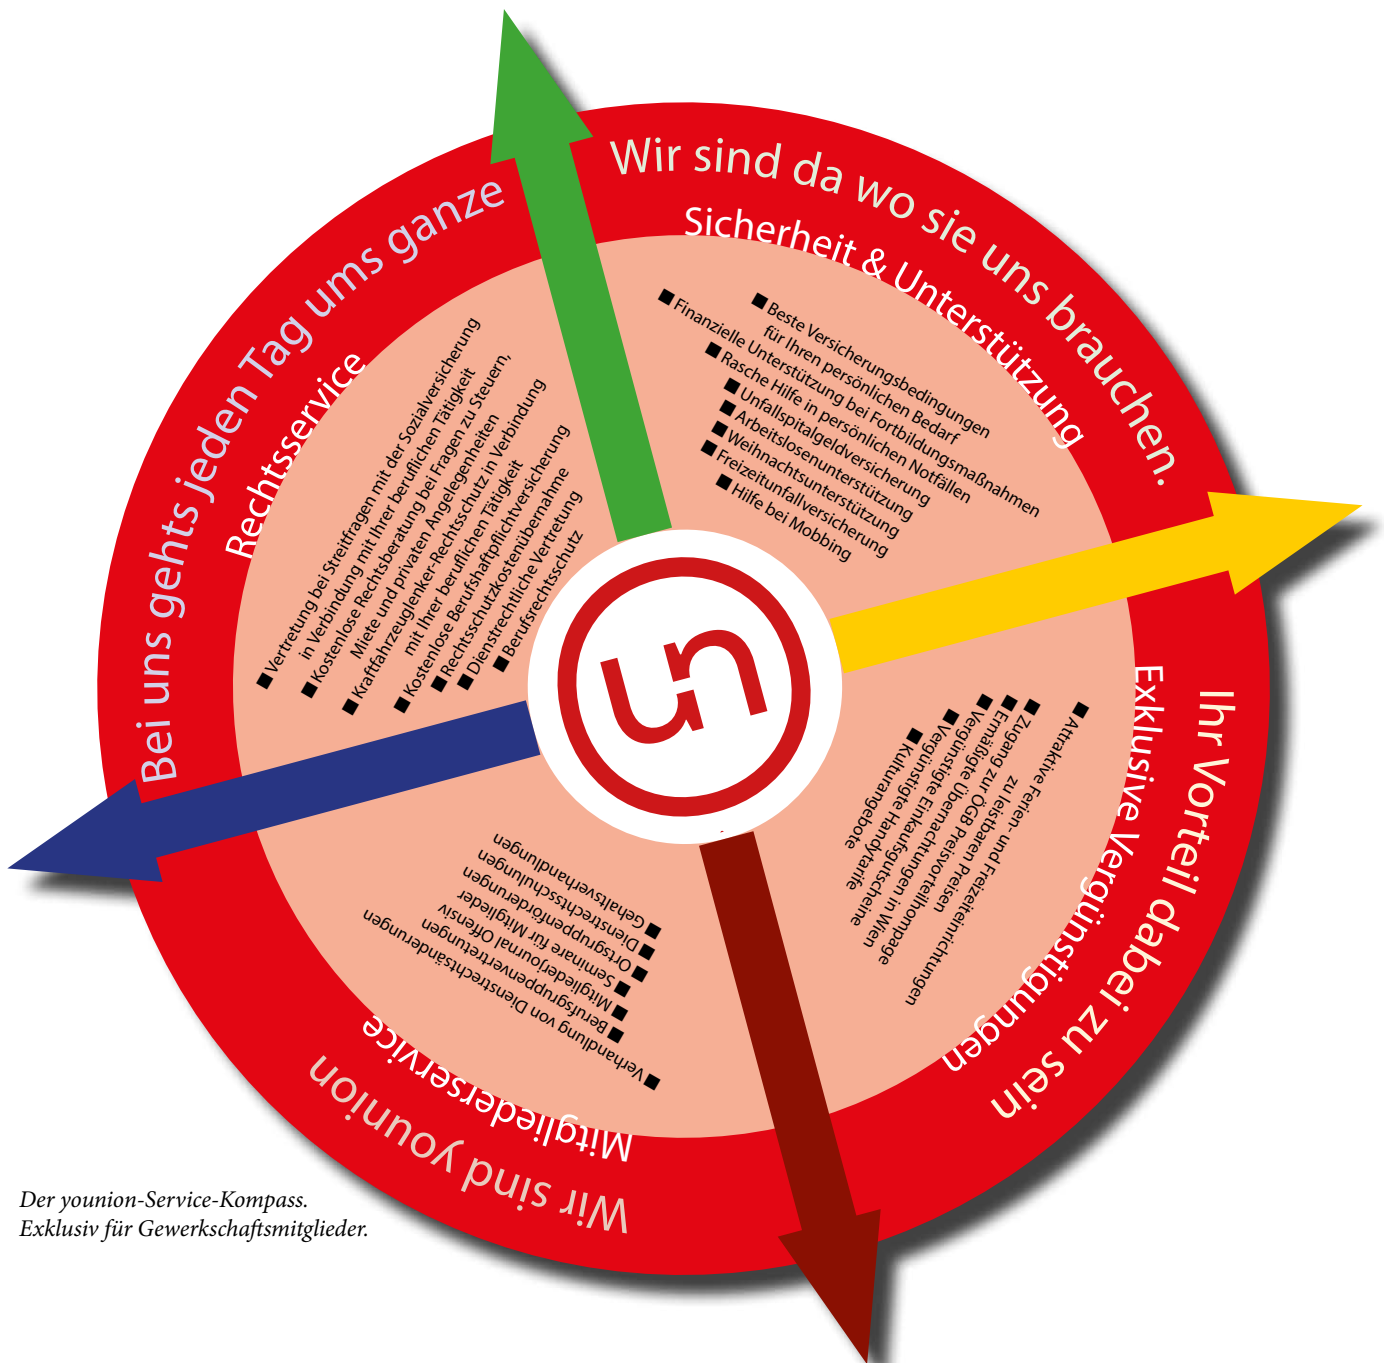 Bei uns gehts jeden Tag ums ganze
Rechtsservice
■ Vertretung bei Streitfragen mit der Sozialversicherung
in Verbindung mit Ihrer beruflichen Tätigkeit
■ Kostenlose Rechtsberatung bei Fragen zu Steuern,
Miete und privaten Angelegenheiten
■ Kraftfahrzeuglenker-Rechtsschutz in Verbindung
mit Ihrer beruflichen Tätigkeit
■ Kostenlose Berufshaftpflichtversicherung
■ Rechtsschutzkostenübernahme
■ Dienstrechtliche Vertretung
■ Berufsrechtsschutz
Wir sind da wo sie uns brauchen.
Sicherheit & Unterstützung
■ Beste Versicherungsbedingungen
für Ihren persönlichen Bedarf
■ Finanzielle Unterstützung bei Fortbildungsmaßnahmen
■ Rasche Hilfe in persönlichen Notfällen
■ Unfallspitalgeldversicherung
■ Arbeitslosenunterstützung
■ Weihnachtsunterstützung
■ Freizeitunfallversicherung
■ Hilfe bei Mobbing
Ihr Vorteil dabei zu sein
Exklusive Vergünstigungen
■ Attraktive Ferien- und Freizeiteinrichtungen
zu leistbaren Preisen
■ Zugang zur ÖGB Preisvorteilhompage
■ Ermäßigte Übernachtungen in Wien
■ Vergünstigte Einkaufsgutscheine
■ Vergünstigte Handytarife
■ Kulturangebote
Wir sind younion
Mitgliederservice
■ Verhandlung von Dienstrechtsänderungen
■ Berufsgruppenvertretungen
■ Mitgliederjournal Offensiv
■ Seminare für Mitglieder
■ Ortsgruppenförderungen
■ Dienstrechtsschulungen
■ Gehaltsverhandlungen
un
Der younion-Service-Kompass.
Exklusiv für Gewerkschaftsmitglieder.